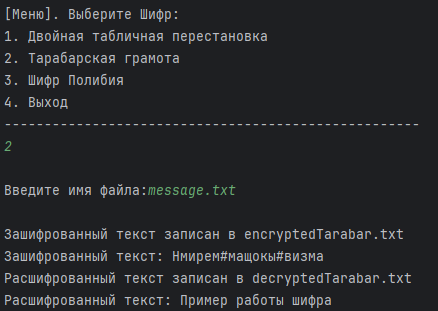 [Меню]. Выберите Шифр:
1. Двойная табличная перестановка
2. Тарабарская грамота
3. Шифр Полибия
4. Выход
----------------------------------------------------
2
Введите имя файла:message.txt
Зашифрованный текст записан в encryptedTarabar.txt
Зашифрованный текст: Нмирем#мащокы#визма
Расшифрованный текст записан в decryptedTarabar.txt
Расшифрованный текст: Пример работы шифра